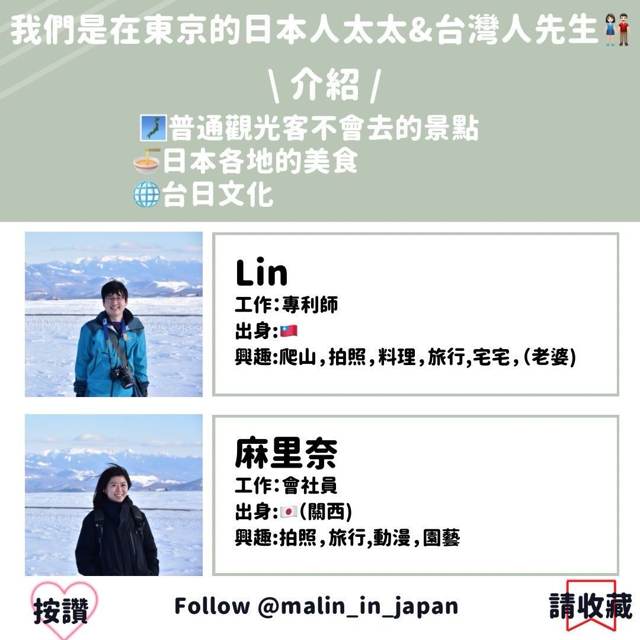 我們是在東京的日本人太太&台灣人先生👫
\ 介紹 /
🗾普通觀光客不會去的景點
🍜日本各地的美食
🌐台日文化
Lin
工作:專利師
出身:🇹🇼
興趣:爬山,拍照,料理,旅行,宅宅,(老婆)
麻里奈
工作:會社員
出身:🇯🇵(關西)
興趣:拍照,旅行,動漫,園藝
按讚
Follow @malin_in_japan
請收藏